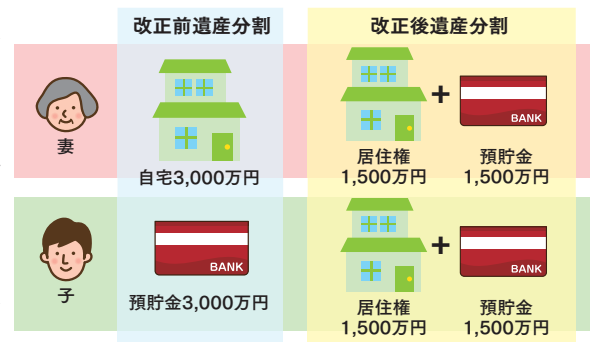 改正前遺産分割
改正後遺産分割
妻
自宅3,000万円
居住権
1,500万円
+
BANK
預貯金
1,500万円
子
BANK
預貯金3,000万円
居住権
1,500万円
+
BANK
預貯金
1,500万円